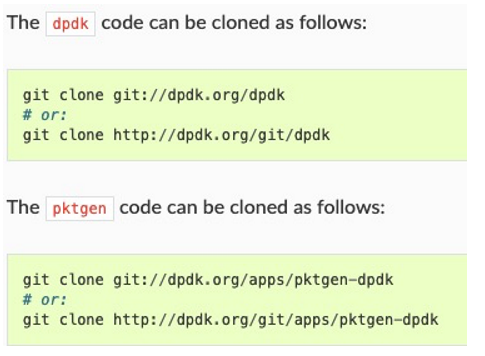 The dpdk code can be cloned as follows:
git clone git://dpdk.org/dpdk
# or:
git clone http://dpdk.org/git/dpdk
The pktgen code can be cloned as follows:
git clone git://dpdk.org/apps/pktgen-dpdk
# or:
git clone http://dpdk.org/git/apps/pktgen-dpdk